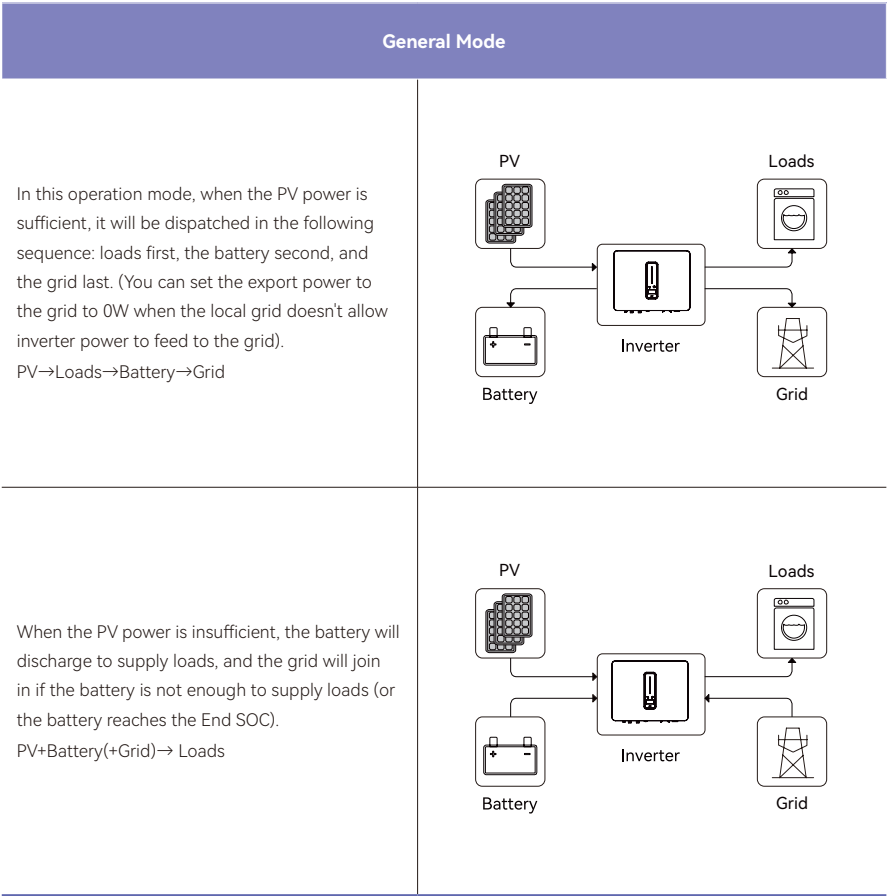 General Mode
In this operation mode, when the PV power is
sufficient, it will be dispatched in the following
sequence: loads first, the battery second, and
the grid last. (You can set the export power to
the grid to 0W when the local grid doesn't allow
inverter power to feed to the grid).
PV→Loads→Battery→Grid
PV
Loads
Inverter
Battery
Grid
When the PV power is insufficient, the battery will
discharge to supply loads, and the grid will join
in if the battery is not enough to supply loads (or
the battery reaches the End SOC).
PV+Battery(+Grid)→ Loads
PV
Loads
Inverter
Battery
Grid